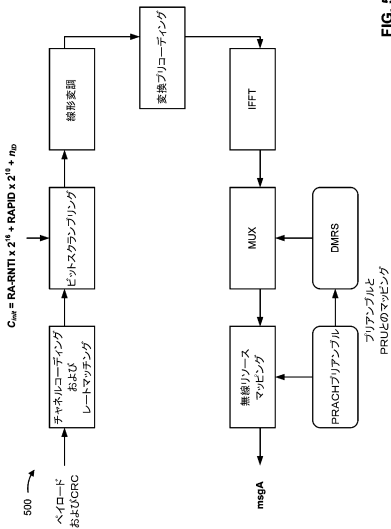 500
ペイロード
およびCRC
チャネルコーディング
および
レートマッチング
C_init = RA-RNTI x 2^16 + RAPID x 2^10 + n_ID
ビットスクランブリング
線形変調
変換プリコーディング
IFFT
MUX
無線リソース
マッピング
msgA
PRACHプリアンブル
DMRS
プリアンブルと
PRUとのマッピング
FIG. 5